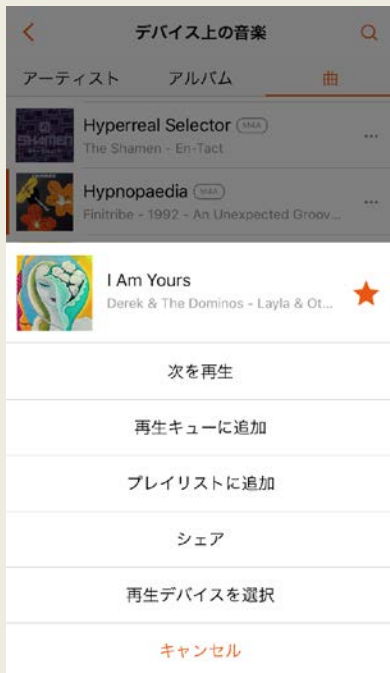 デバイス上の音楽
アーティスト アルバム 曲
Hyperreal Selector M4A
The Shamen - En-Tact
Hypnopaedia M4A
Finitribe - 1992 - An Unexpected Groov...
I Am Yours
Derek & The Dominos - Layla & Ot...
次を再生
再生キューに追加
プレイリストに追加
シェア
再生デバイスを選択
キャンセル